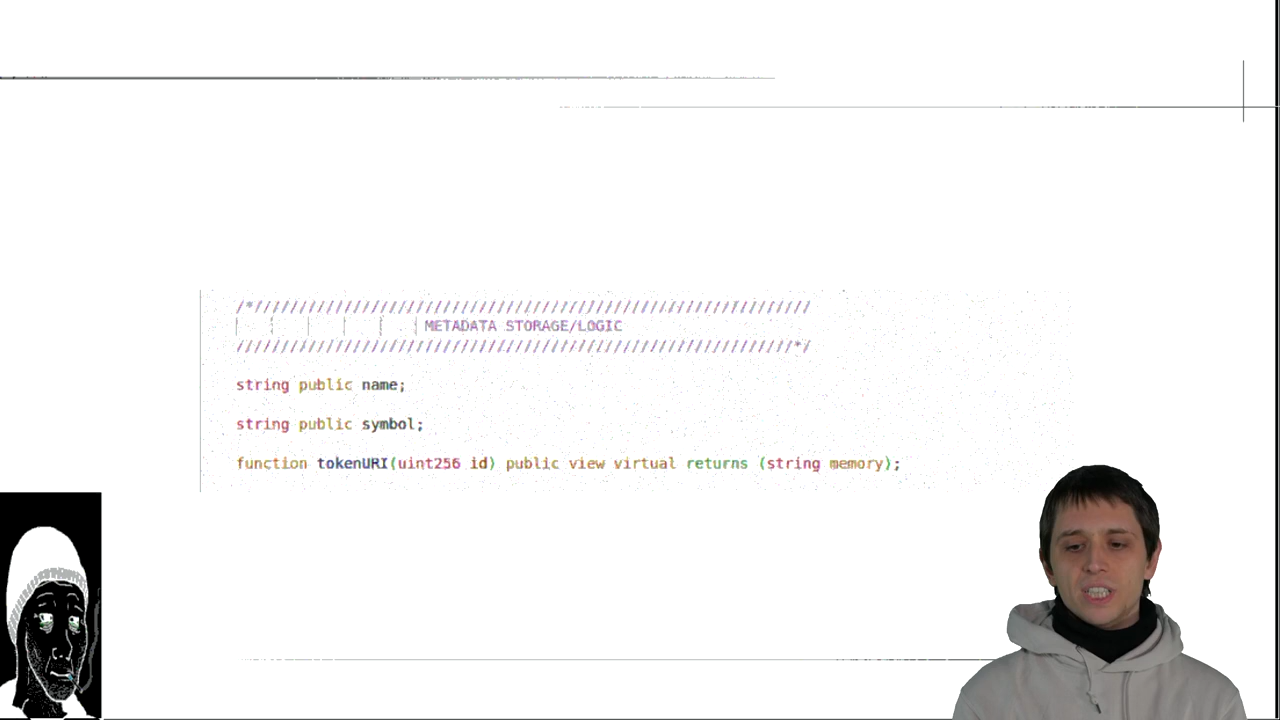 /*//////////////////////////////////////////////////////////////
METADATA STORAGE/LOGIC
//////////////////////////////////////////////////////////////*/
string public name;
string public symbol;
function tokenURI(uint256 id) public view virtual returns (string memory);